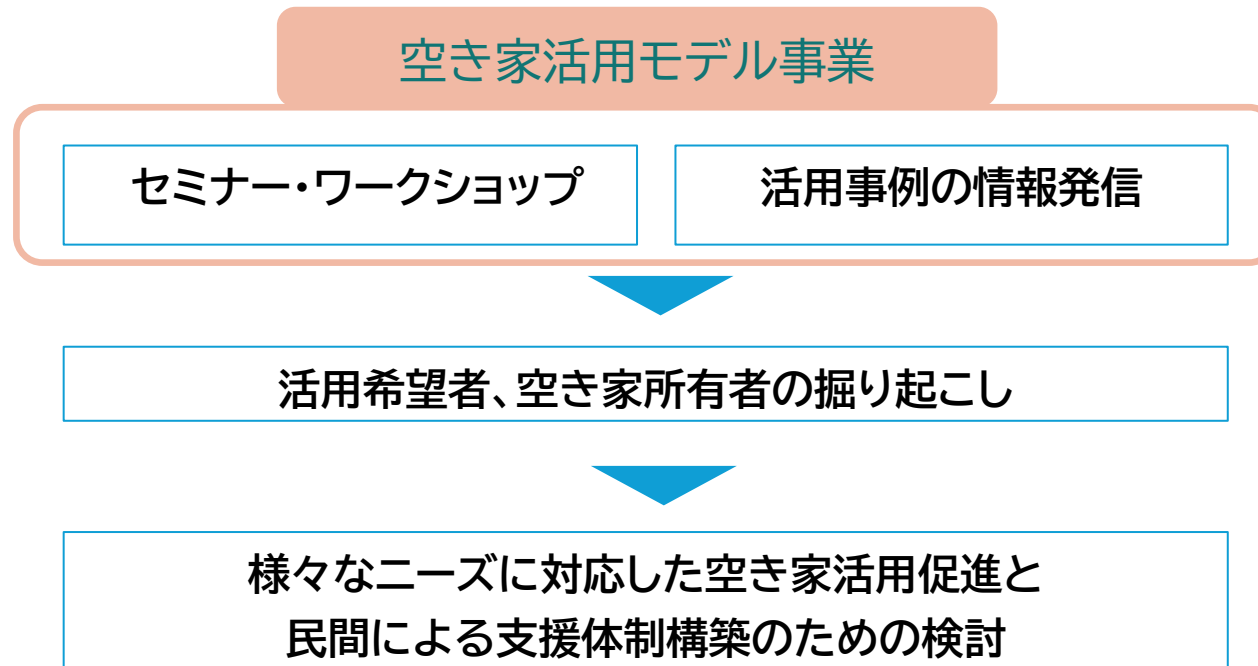 空き家活用モデル事業
セミナー・ワークショップ
活用事例の情報発信
活用希望者、空き家所有者の掘り起こし
様々なニーズに対応した空き家活用促進と
民間による支援体制構築のための検討